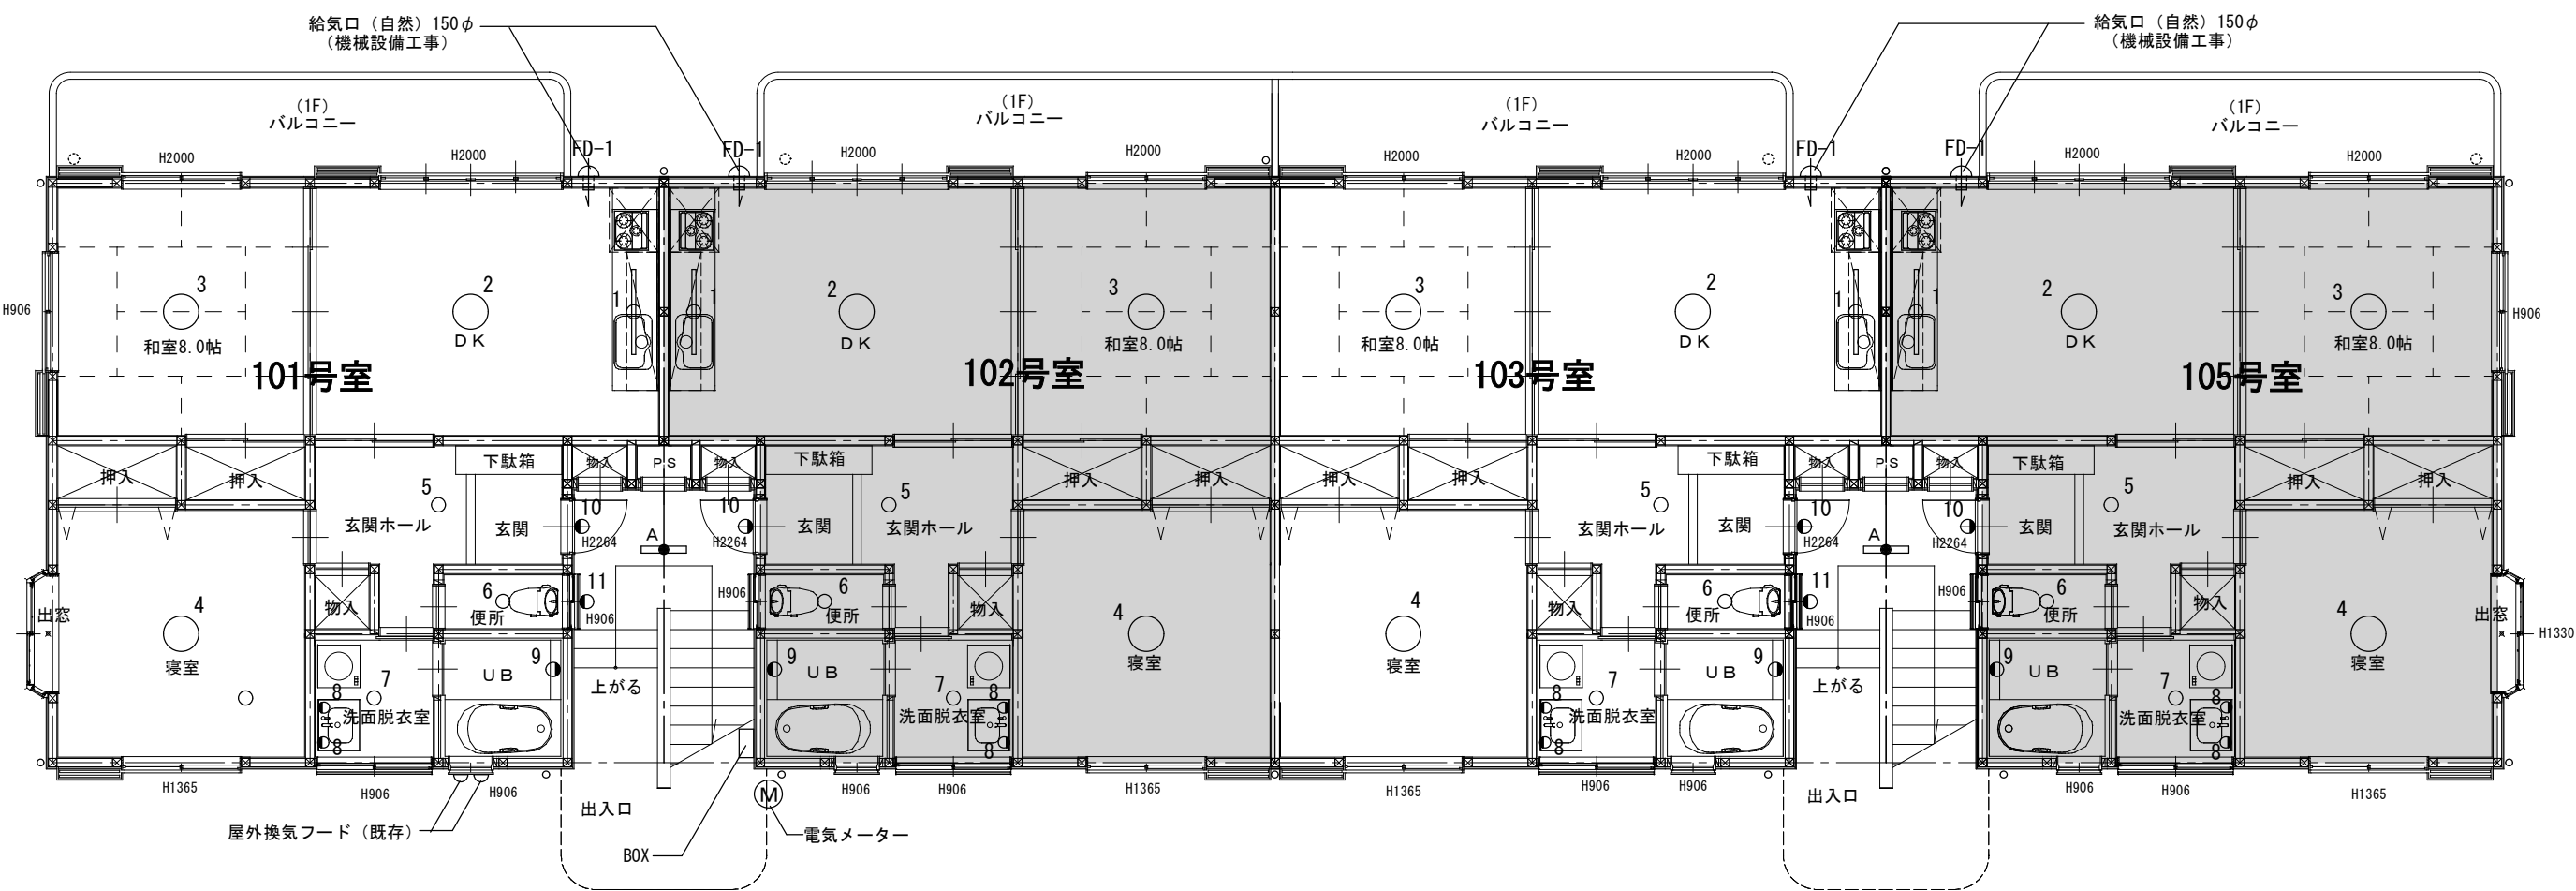 給気口（自然）150φ
（機械設備工事）
給気口（自然）150φ
（機械設備工事）
(1F)
バルコニー
(1F)
バルコニー
(1F)
バルコニー
(1F)
バルコニー
H2000
H2000
FD-1
FD-1
H2000
H2000
H2000
H2000
FD-1
FD-1
H2000
H2000
H906
3
和室8.0帖
2
ＤＫ
1
1
2
ＤＫ
3
和室8.0帖
3
和室8.0帖
2
ＤＫ
1
1
2
ＤＫ
3
和室8.0帖
H906
101号室
102号室
103号室
105号室
押入
押入
下駄箱
物入
PS
物入
下駄箱
押入
押入
押入
押入
下駄箱
物入
PS
物入
下駄箱
押入
押入
5
玄関ホール
玄関
10
H2264
A
10
H2264
玄関
5
玄関ホール
5
玄関ホール
玄関
10
H2264
A
10
H2264
玄関
5
玄関ホール
出窓
4
寝室
物入
6
便所
11
H906
H906
6
便所
物入
4
寝室
4
寝室
物入
6
便所
11
H906
H906
6
便所
物入
4
寝室
出窓
H1330
8
7
洗面脱衣室
8
ＵＢ
9
上がる
9
ＵＢ
7
洗面脱衣室
8
8
8
7
洗面脱衣室
8
ＵＢ
9
上がる
9
ＵＢ
7
洗面脱衣室
8
8
H1365
H906
H906
出入口
M
H906
H906
H1365
H1365
H906
H906
出入口
H906
H906
H1365
屋外換気フード（既存）
BOX
電気メーター